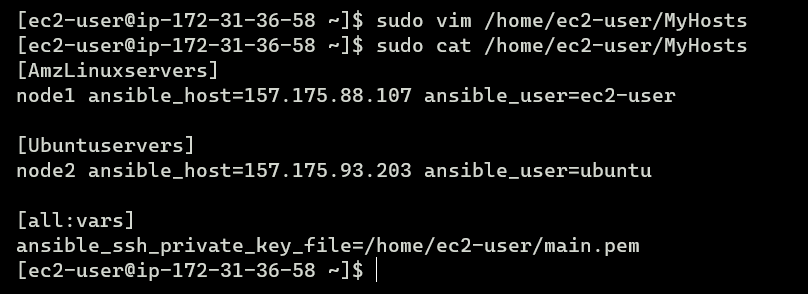 [ec2-user@ip-172-31-36-58 ~]$ sudo vim /home/ec2-user/MyHosts
[ec2-user@ip-172-31-36-58 ~]$ sudo cat /home/ec2-user/MyHosts
[AmzLinuxservers]
node1 ansible_host=157.175.88.107 ansible_user=ec2-user
[Ubuntuservers]
node2 ansible_host=157.175.93.203 ansible_user=ubuntu
[all:vars]
ansible_ssh_private_key_file=/home/ec2-user/main.pem
[ec2-user@ip-172-31-36-58 ~]$